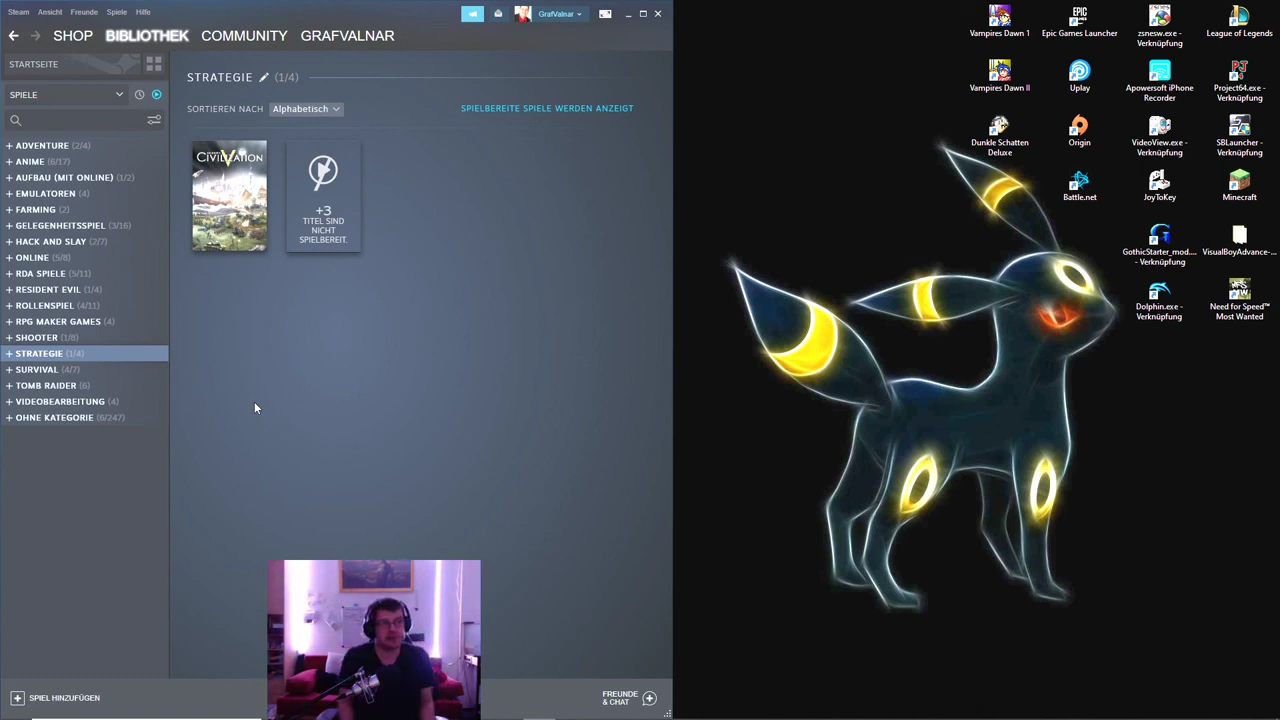 Steam Ansicht Freunde Spiele Hilfe
GrafValnar
SHOP BIBLIOTHEK COMMUNITY GRAFVALNAR
STARTSEITE
SPIELE
STRATEGIE (1/4)
SORTIEREN NACH Alphabetisch
SPIELBEREITE SPIELE WERDEN ANZEIGT
+ ADVENTURE (2/4)
+ ANIME (6/17)
+ AUFBAU (MIT ONLINE) (1/2)
+ EMULATOREN (4)
+ FARMING (2)
+ GELEGENHEITSSPIEL (3/16)
+ HACK AND SLAY (2/7)
+ ONLINE (5/8)
+ RDA SPIELE (5/11)
+ RESIDENT EVIL (1/4)
+ ROLLENSPIEL (4/11)
+ RPG MAKER GAMES (4)
+ SHOOTER (1/8)
+ STRATEGIE (1/4)
+ SURVIVAL (4/7)
+ TOMB RAIDER (6)
+ VIDEOBEARBEITUNG (4)
+ OHNE KATEGORIE (6/247)
CIVILIZATION V
+3
TITEL SIND
NICHT
SPIELBEREIT.
+ SPIEL HINZUFÜGEN
FREUNDE
& CHAT
Vampires Dawn 1
Epic Games Launcher
zsnesw.exe -
Verknüpfung
League of Legends
Vampires Dawn II
Uplay
Apowersoft iPhone
Recorder
Project64.exe -
Verknüpfung
Dunkle Schatten
Deluxe
Origin
VideoView.exe -
Verknüpfung
SBLauncher -
Verknüpfung
Battle.net
JoyToKey
Minecraft
GothicStarter_mod....
- Verknüpfung
VisualBoyAdvance-...
Dolphin.exe -
Verknüpfung
Need for Speed™
Most Wanted